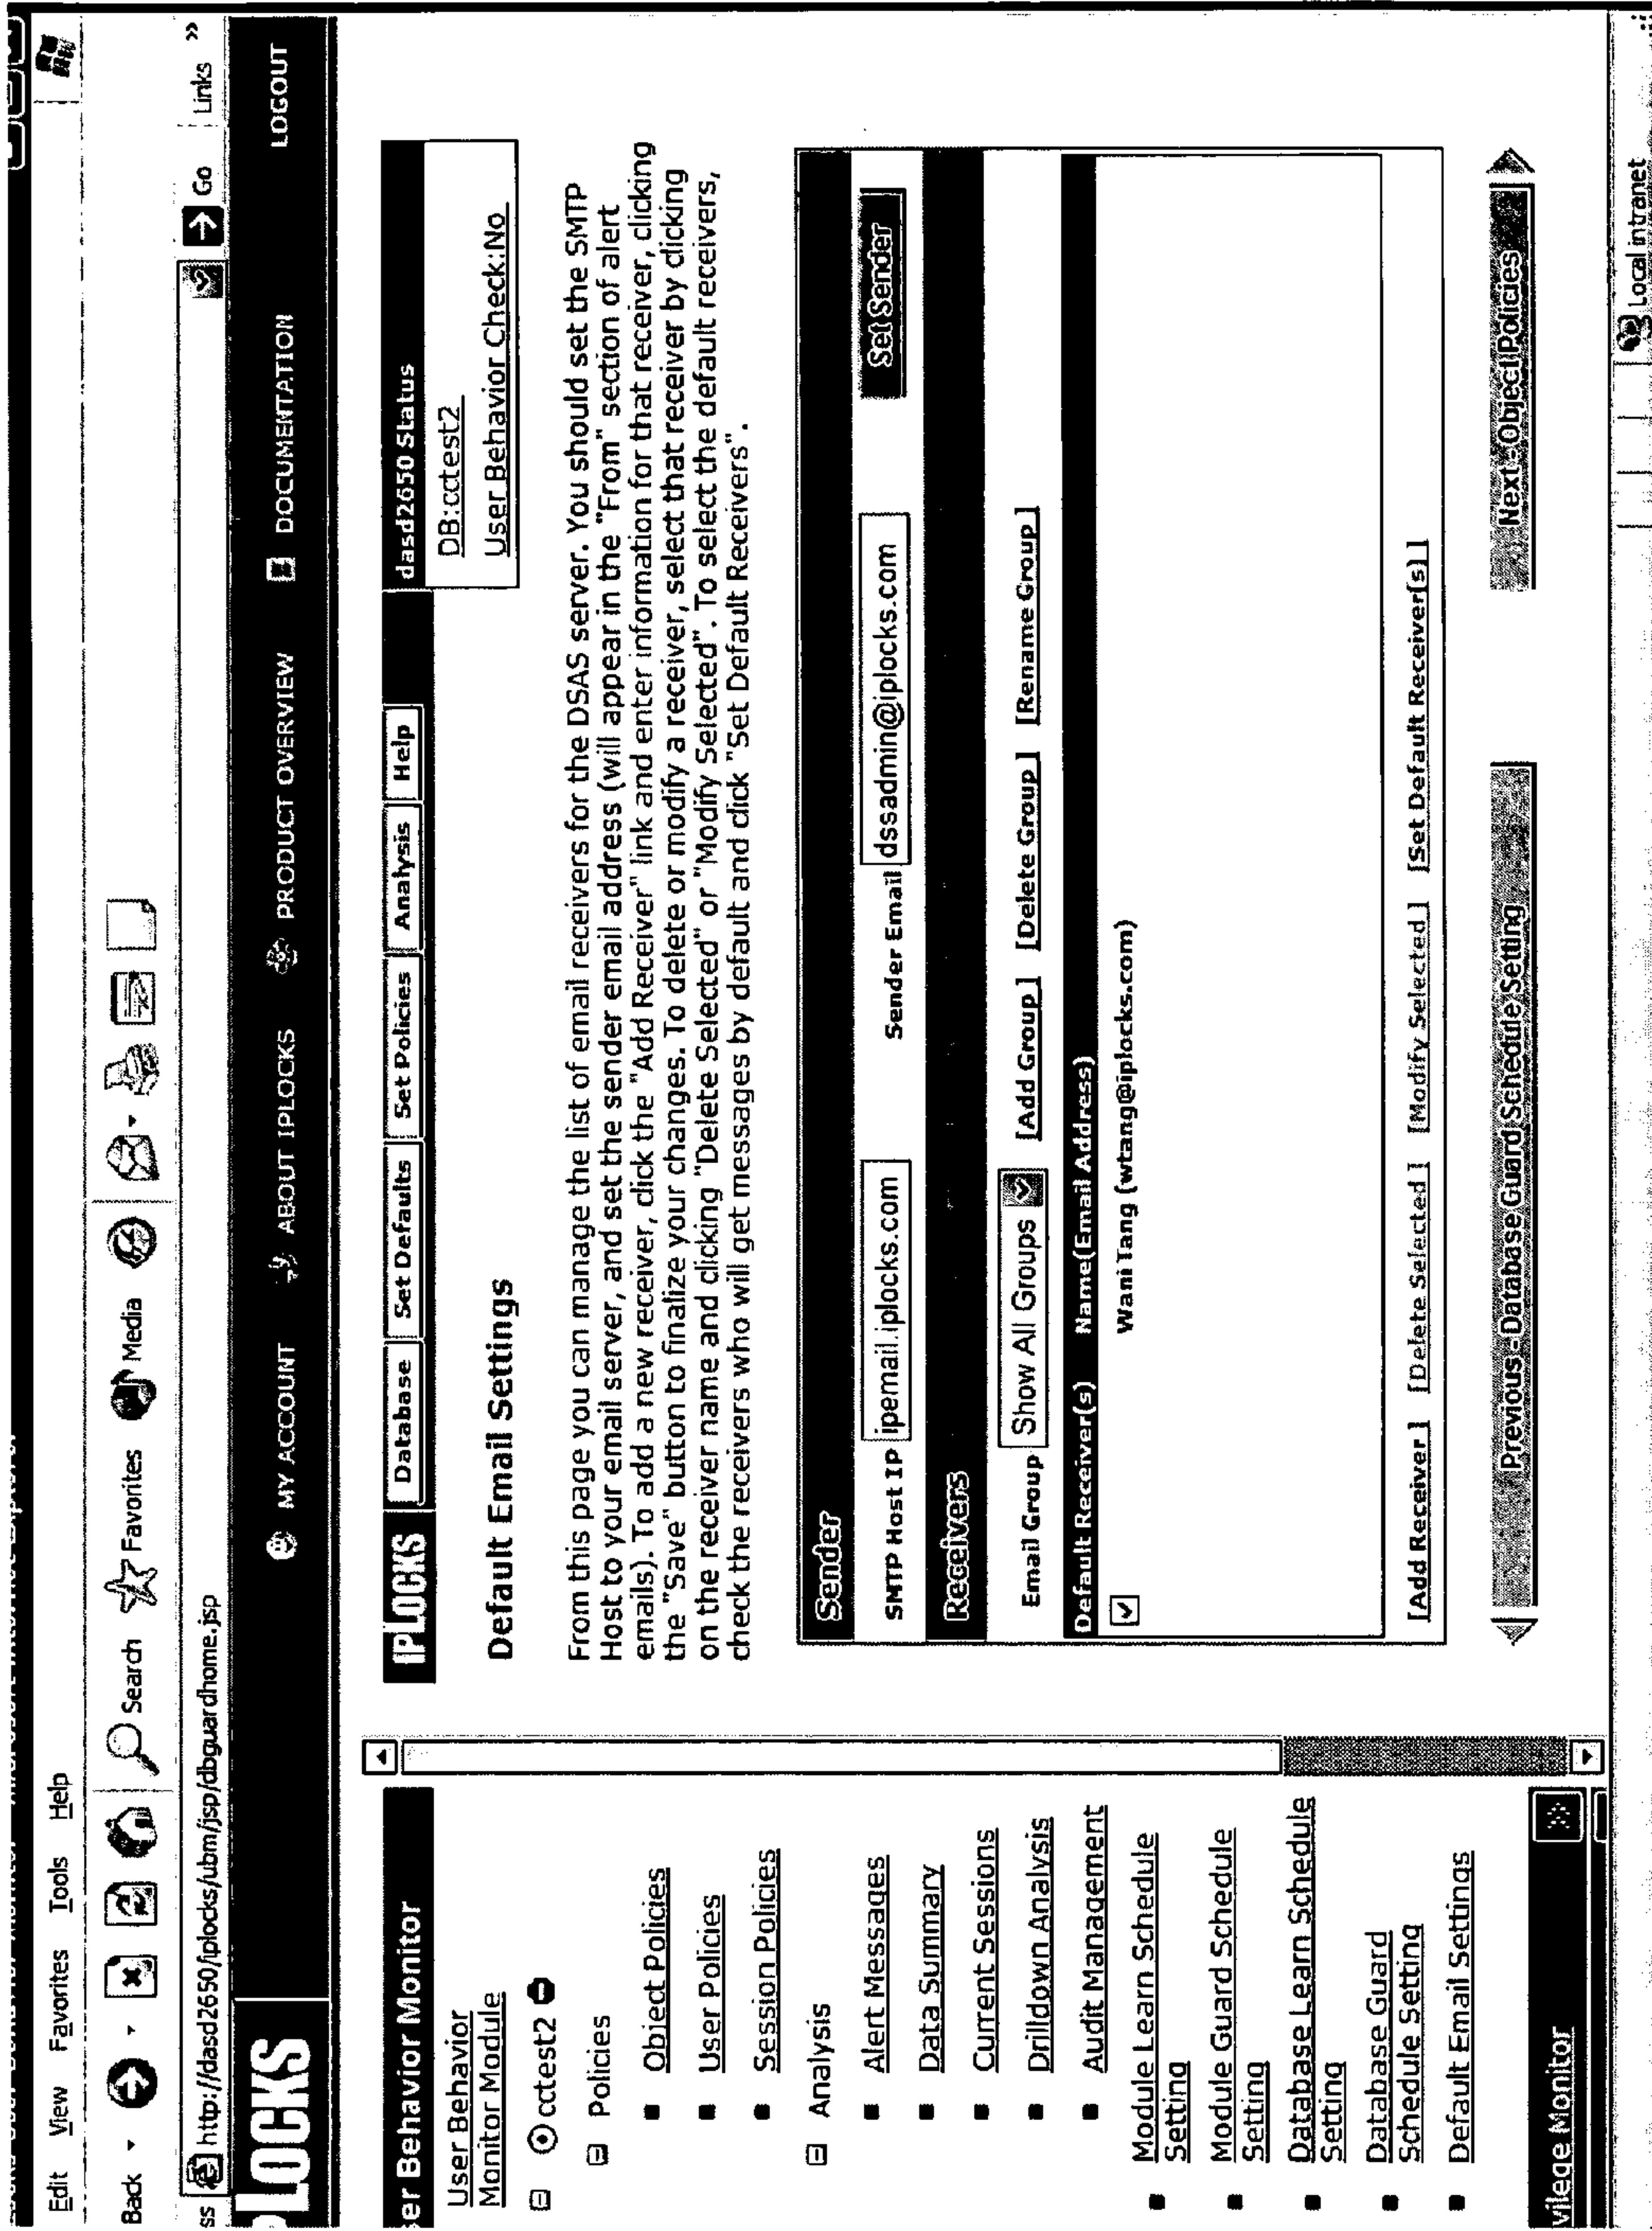 Edit View Favorites Tools Help
Back Search Favorites Media
ss http://dasd2650/iplocks/ubm/jsp/dbguardhome.jsp Go Links »
PLOCKS MY ACCOUNT ABOUT IPLOCKS PRODUCT OVERVIEW DOCUMENTATION LOGOUT
er Behavior Monitor
User Behavior
Monitor Module
cctest2
Policies
Object Policies
User Policies
Session Policies
Analysis
Alert Messages
Data Summary
Current Sessions
Drilldown Analysis
Audit Management
Module Learn Schedule
Setting
Module Guard Schedule
Setting
Database Learn Schedule
Setting
Database Guard
Schedule Setting
Default Email Settings
vilege Monitor
IPLOCKS Database Set Defaults Set Policies Analysis Help
dasd2650 Status
DB:cctest2
User Behavior Check:No
Default Email Settings
From this page you can manage the list of email receivers for the DSAS server. You should set the SMTP
Host to your email server, and set the sender email address (will appear in the "From" section of alert
emails). To add a new receiver, click the "Add Receiver" link and enter information for that receiver, clicking
the "Save" button to finalize your changes. To delete or modify a receiver, select that receiver by clicking
on the receiver name and clicking "Delete Selected" or "Modify Selected". To select the default receivers,
check the receivers who will get messages by default and click "Set Default Receivers".
Sender
SMTP Host IP ipemail.iplocks.com Sender Email dssadmin@iplocks.com Set Sender
Receivers
Email Group Show All Groups [Add Group] [Delete Group] [Rename Group]
Default Receiver(s) Name(Email Address)
Wani Tang (wtang@iplocks.com)
[Add Receiver] [Delete Selected] [Modify Selected] [Set Default Receiver(s)]
Previous - Database Guard Schedule Setting Next - Object Policies
Local intranet